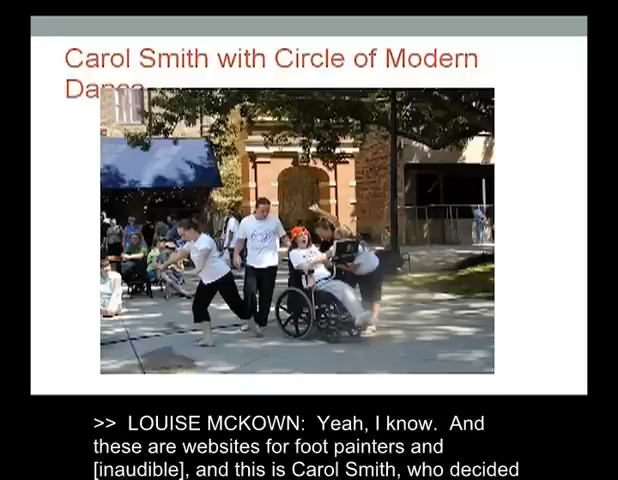 Carol Smith with Circle of Modern
Dance
>> LOUISE MCKOWN: Yeah, I know. And
these are websites for foot painters and
[inaudible], and this is Carol Smith, who decided